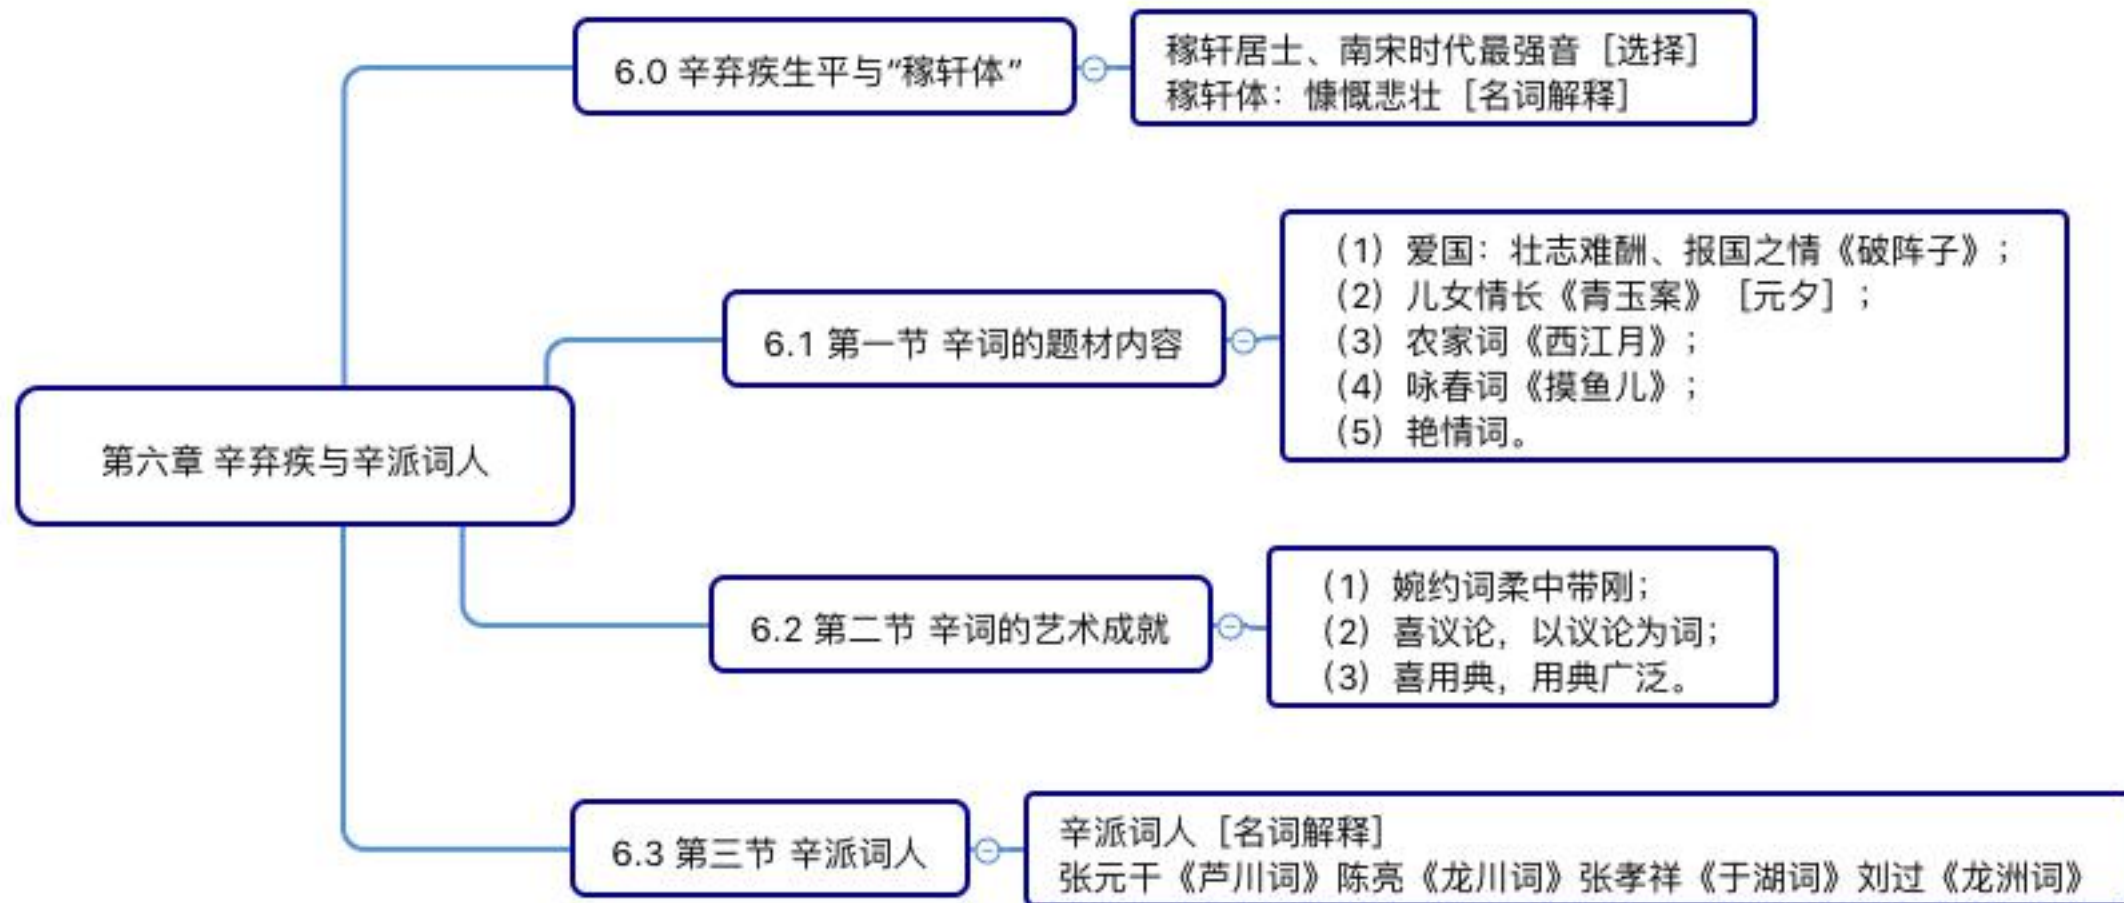 6.0 辛弃疾生平与“稼轩体”
稼轩居士、南宋时代最强音［选择］
稼轩体：慷慨悲壮［名词解释］
6.1 第一节 辛词的题材内容
（1）爱国：壮志难酬、报国之情《破阵子》；
（2）儿女情长《青玉案》［元夕］；
（3）农家词《西江月》；
（4）咏春词《摸鱼儿》；
（5）艳情词。
第六章 辛弃疾与辛派词人
6.2 第二节 辛词的艺术成就
（1）婉约词柔中带刚；
（2）喜议论，以议论为词；
（3）喜用典，用典广泛。
6.3 第三节 辛派词人
辛派词人［名词解释］
张元干《芦川词》陈亮《龙川词》张孝祥《于湖词》刘过《龙洲词》